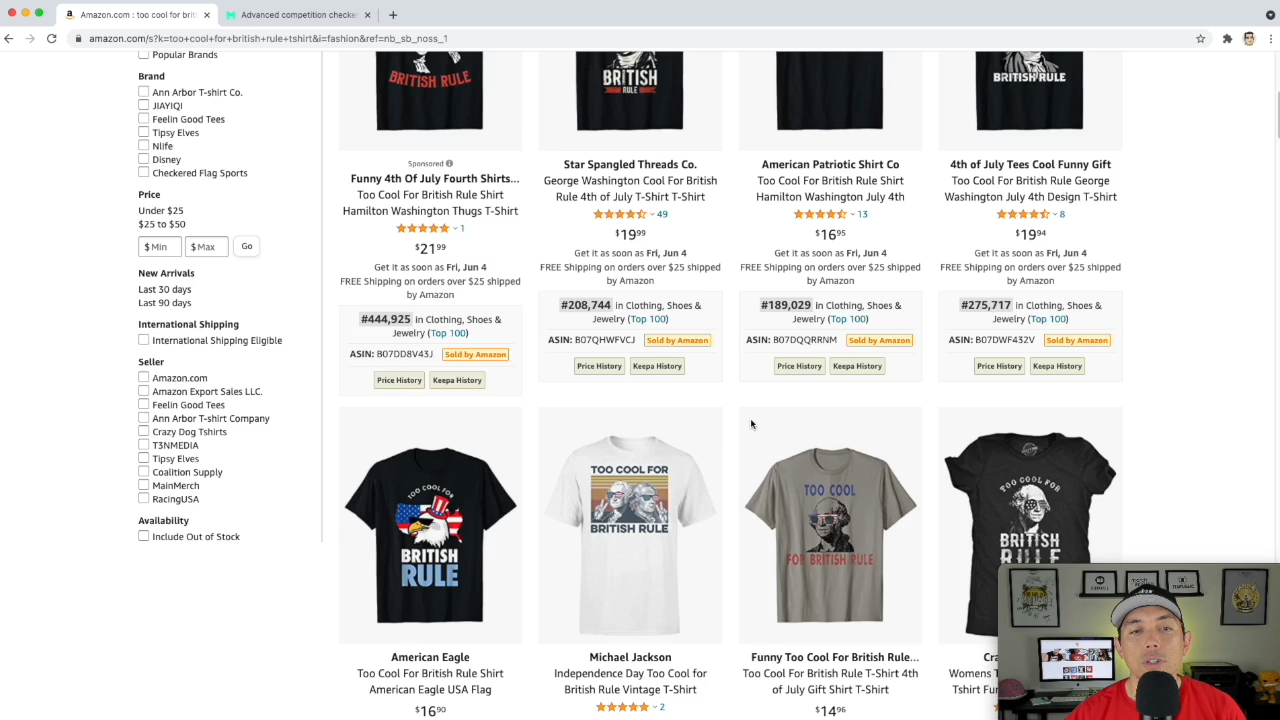 Amazon.com : too cool for briti
Advanced competition checker
amazon.com/s?k=too+cool+for+british+rule+tshirt&i=fashion&ref=nb_sb_noss_1
Popular Brands
Brand
Ann Arbor T-shirt Co.
JIAYIQI
Feelin Good Tees
Tipsy Elves
Nlife
Disney
Checkered Flag Sports
Price
Under $25
$25 to $50
$ Min
$ Max
Go
New Arrivals
Last 30 days
Last 90 days
International Shipping
International Shipping Eligible
Seller
Amazon.com
Amazon Export Sales LLC.
Feelin Good Tees
Ann Arbor T-shirt Company
Crazy Dog Tshirts
T3NMEDIA
Tipsy Elves
Coalition Supply
MainMerch
RacingUSA
Availability
Include Out of Stock
BRITISH RULE
Sponsored
Funny 4th Of July Fourth Shirts...
Too Cool For British Rule Shirt
Hamilton Washington Thugs T-Shirt
1
$21.99
Get it as soon as Fri, Jun 4
FREE Shipping on orders over $25 shipped
by Amazon
#444,925 in Clothing, Shoes &
Jewelry (Top 100)
ASIN: B07DD8V43J Sold by Amazon
Price History Keepa History
BRITISH
RULE
Star Spangled Threads Co.
George Washington Cool For British
Rule 4th of July T-Shirt T-Shirt
49
$19.99
Get it as soon as Fri, Jun 4
FREE Shipping on orders over $25 shipped
by Amazon
#208,744 in Clothing, Shoes &
Jewelry (Top 100)
ASIN: B07QHWFVCJ Sold by Amazon
Price History Keepa History
American Patriotic Shirt Co
Too Cool For British Rule Shirt
Hamilton Washington July 4th
13
$16.95
Get it as soon as Fri, Jun 4
FREE Shipping on orders over $25 shipped
by Amazon
#189,029 in Clothing, Shoes &
Jewelry (Top 100)
ASIN: B07DQQRRNM Sold by Amazon
Price History Keepa History
BRITISH RULE
4th of July Tees Cool Funny Gift
Too Cool For British Rule George
Washington July 4th Design T-Shirt
8
$19.94
Get it as soon as Fri, Jun 4
FREE Shipping on orders over $25 shipped
by Amazon
#275,717 in Clothing, Shoes &
Jewelry (Top 100)
ASIN: B07DWF432V Sold by Amazon
Price History Keepa History
TOO COOL FOR
BRITISH
RULE
American Eagle
Too Cool For British Rule Shirt
American Eagle USA Flag
$16.90
TOO COOL FOR
BRITISH RULE
Michael Jackson
Independence Day Too Cool for
British Rule Vintage T-Shirt
2
TOO COOL
FOR BRITISH RULE
Funny Too Cool For British Rule...
Too Cool For British Rule T-Shirt 4th
of July Gift Shirt T-Shirt
$14.96
TOO COOL FOR
BRITISH
RULE
Cra
Womens T
Tshirt Fun